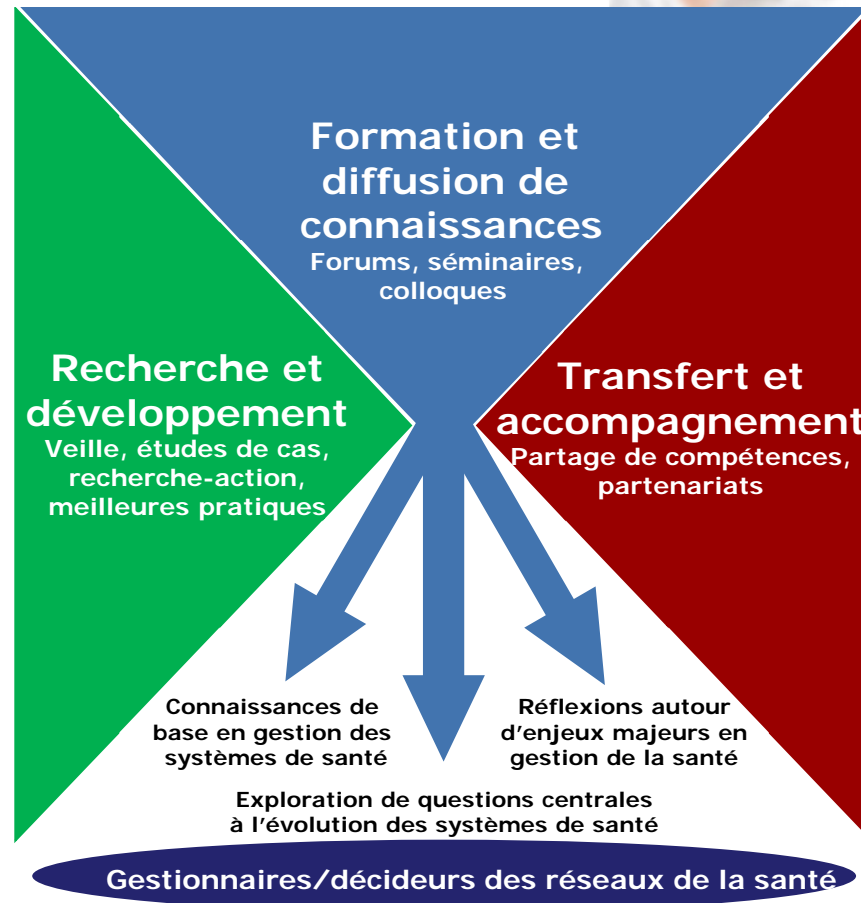 Formation et
diffusion de
connaissances
Forums, séminaires,
colloques
Recherche et
développement
Veille, études de cas,
recherche-action,
meilleures pratiques
Transfert et
accompagnement
Partage de compétences,
partenariats
Connaissances de
base en gestion des
systèmes de santé
Réflexions autour
d'enjeux majeurs en
gestion de la santé
Exploration de questions centrales
à l'évolution des systèmes de santé
Gestionnaires/décideurs des réseaux de la santé